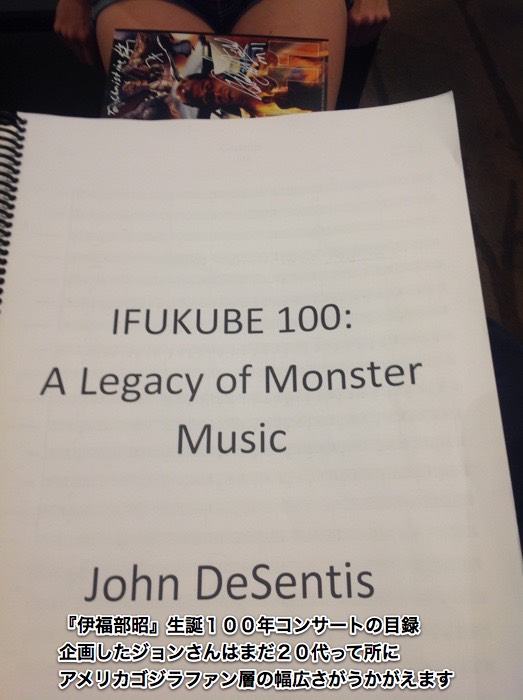 To Christine
IFUKUBE 100:
A Legacy of Monster
Music
John DeSentis
『伊福部昭』生誕１００年コンサートの目録
企画したジョンさんはまだ２０代って所に
アメリカゴジラファン層の幅広さがうかがえます